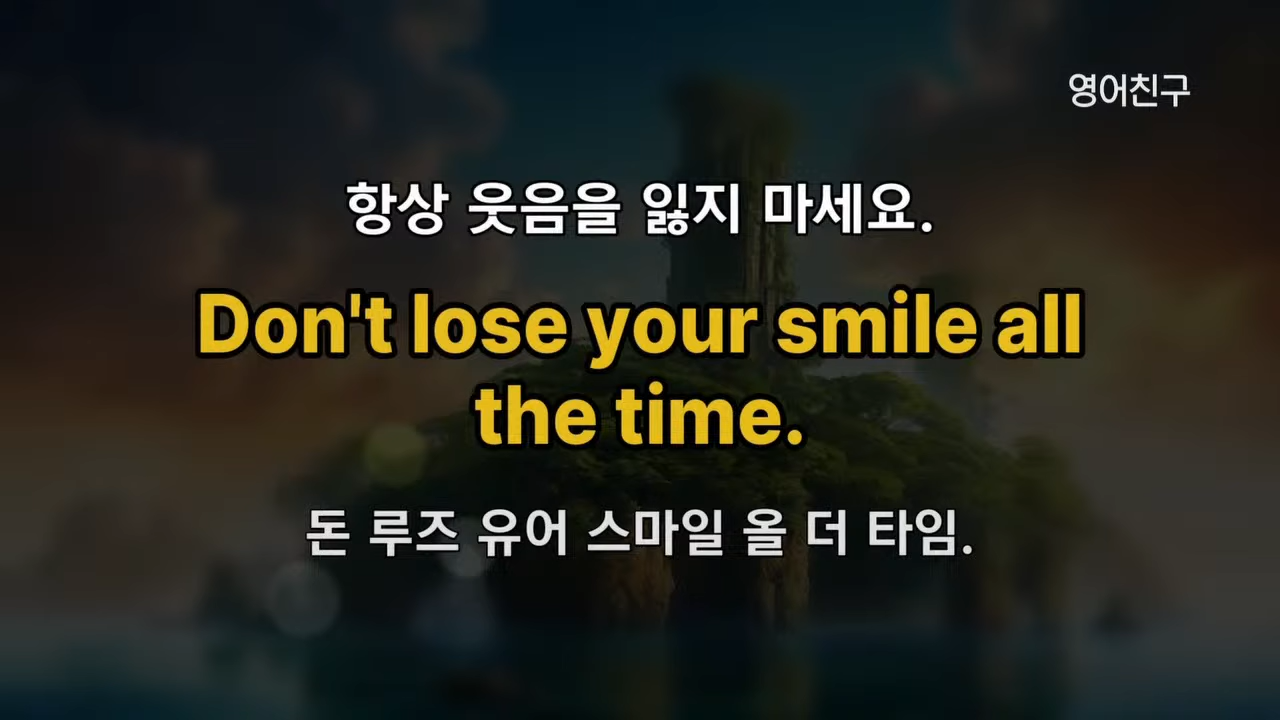 영어친구
항상 웃음을 잃지 마세요.
Don't lose your smile all
the time.
돈 루즈 유어 스마일 올 더 타임.